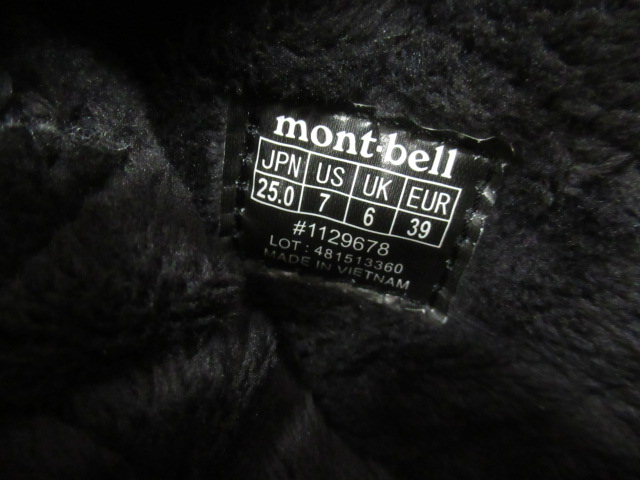 mont·bell
JPN US UK EUR
25.0 7 6 39
#1129678
LOT : 481513360
MADE IN VIETNAM